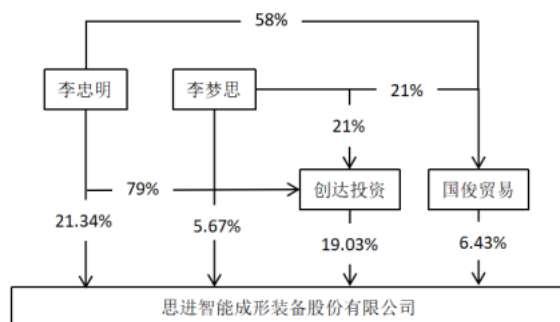 58%
李忠明
李梦思
21%
21%
79%
创达投资
国俊贸易
21.34%
5.67%
19.03%
6.43%
思进智能成形装备股份有限公司